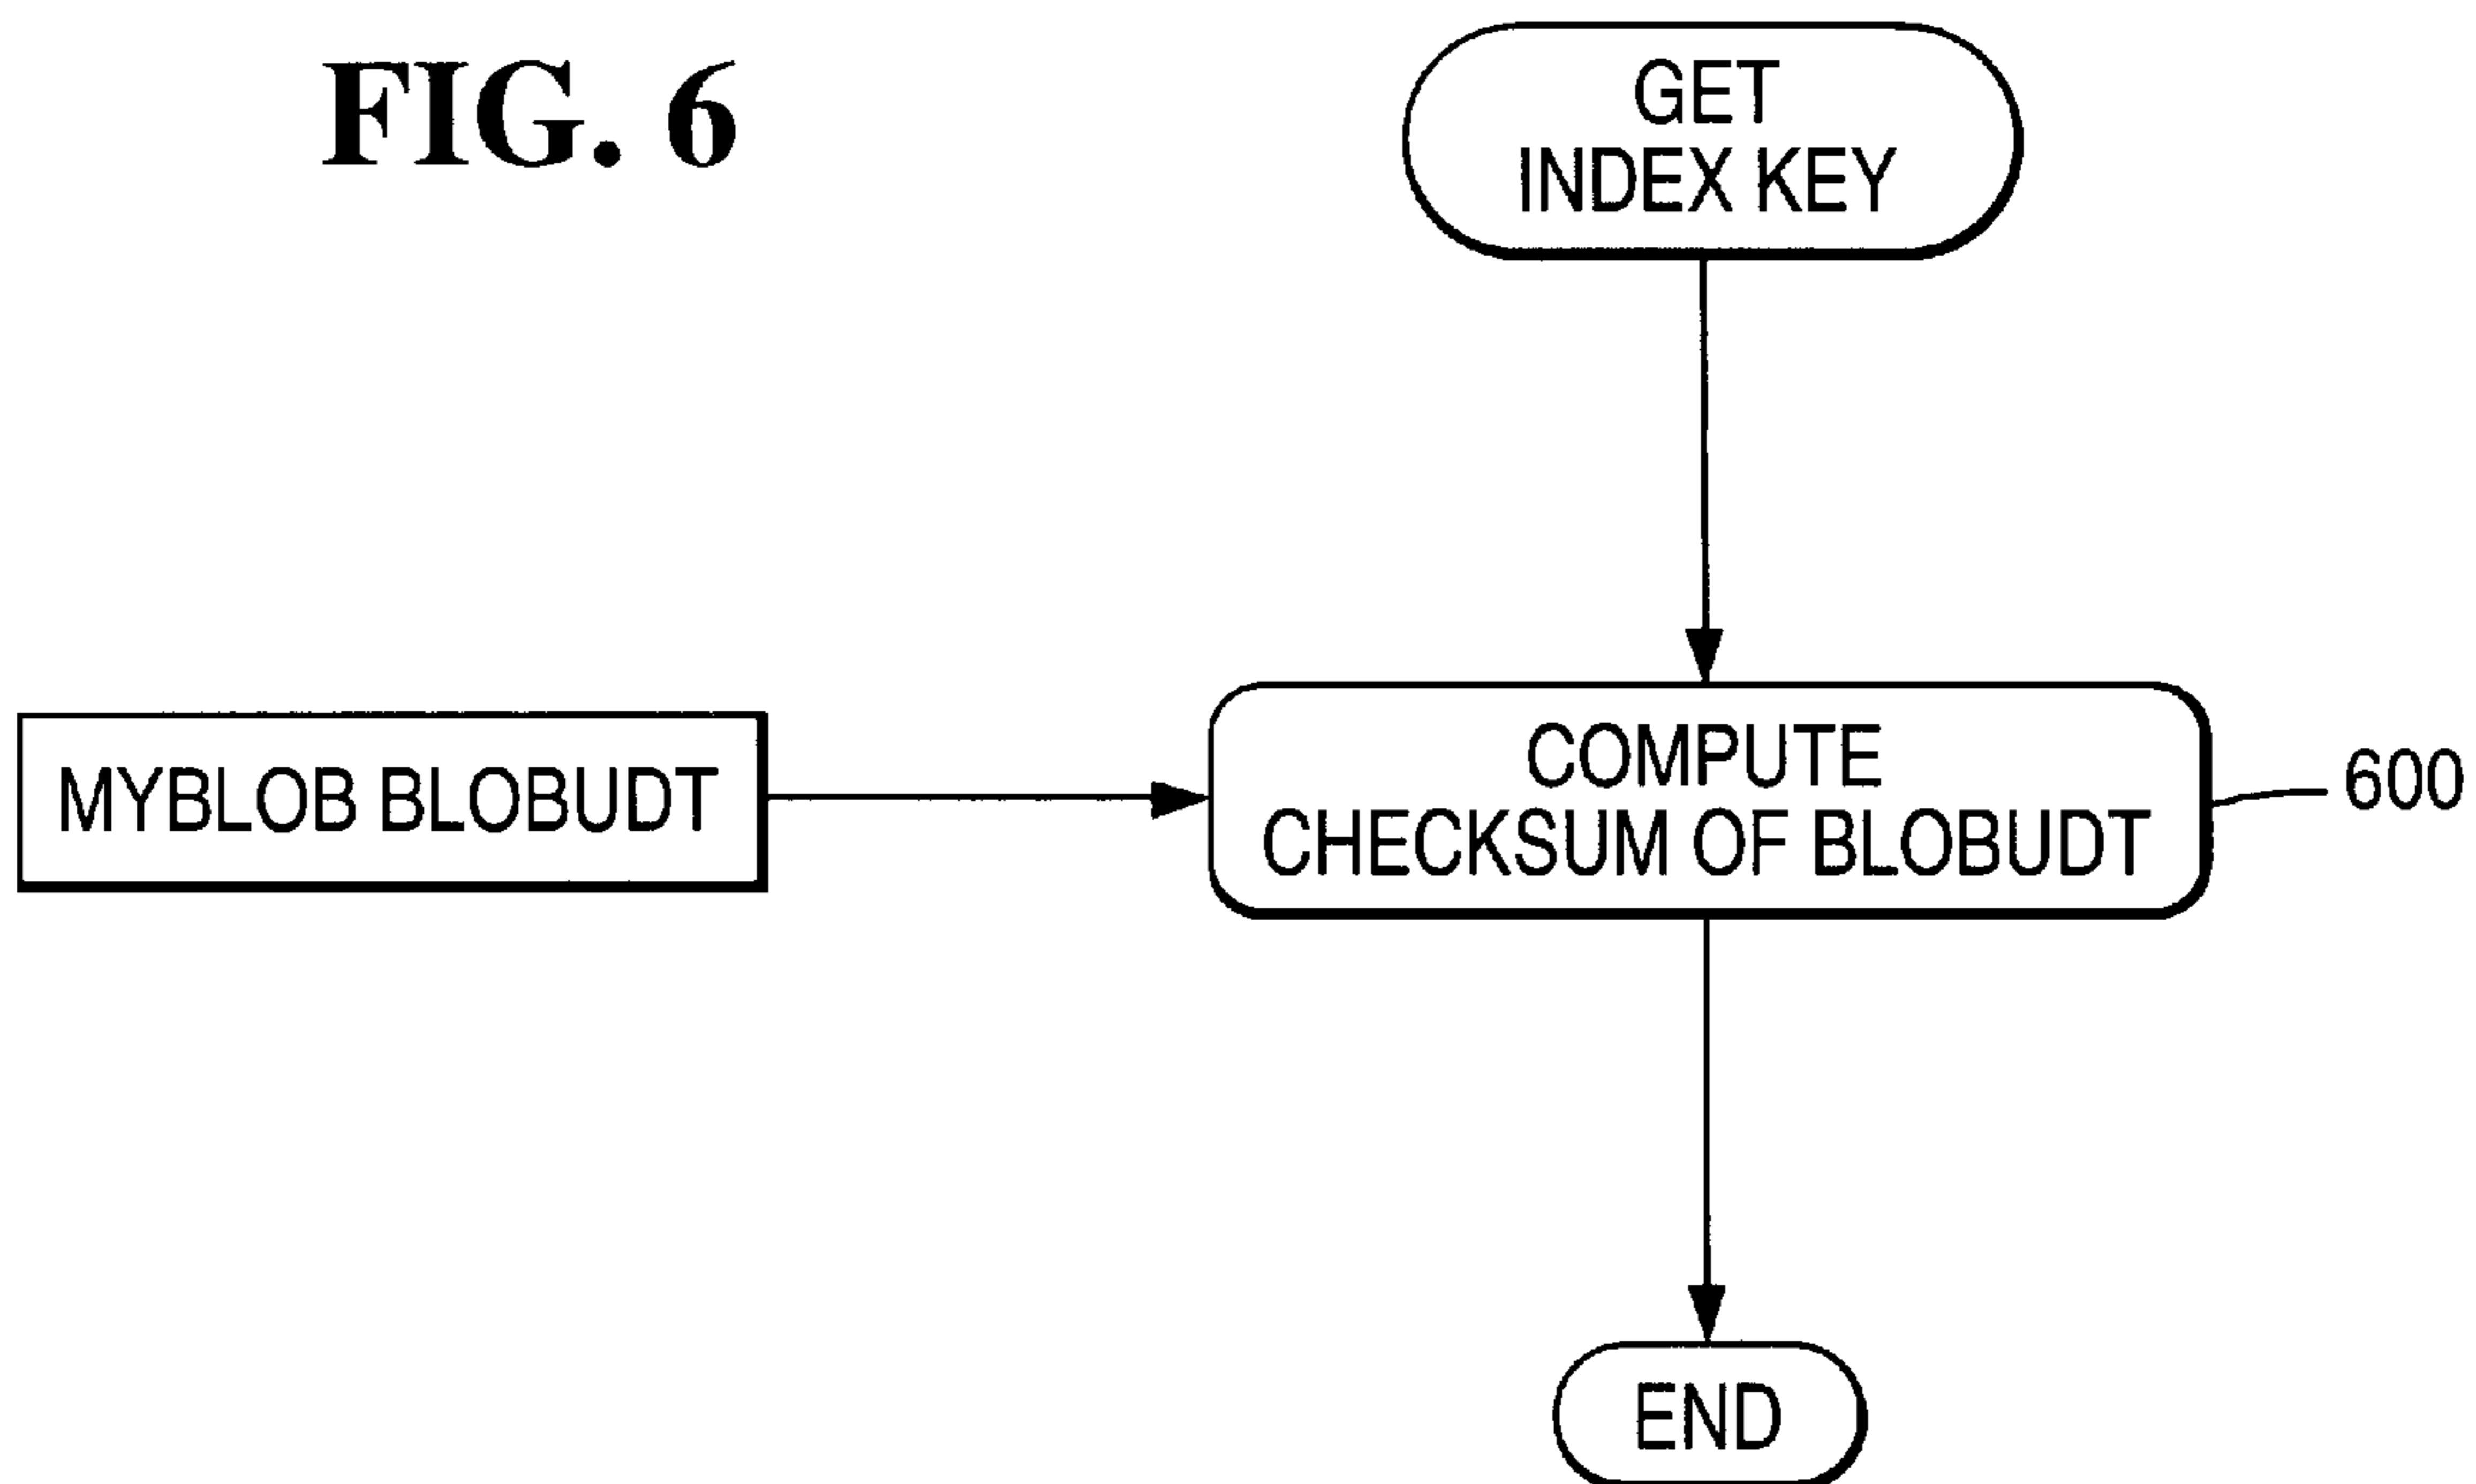 FIG. 6
GET
INDEX KEY
MYBLOB BLOBUDT
COMPUTE
CHECKSUM OF BLOBUDT
600
END